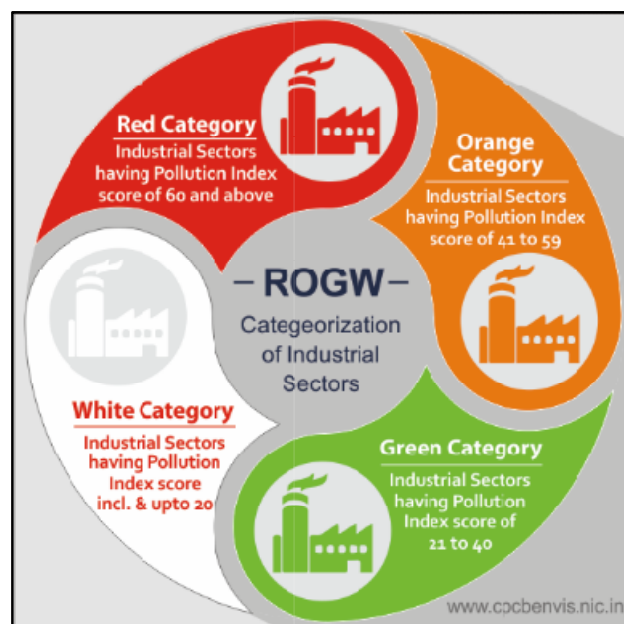 Red Category
Industrial Sectors
having Pollution Index
score of 60 and above
Orange
Category
Industrial Sectors
having Pollution Index
score of 41 to 59
– ROGW –
Categeorization
of Industrial
Sectors
White Category
Industrial Sectors
having Pollution
Index score
incl. & upto 20
Green Category
Industrial Sectors
having Pollution
Index score of
21 to 40
www.cpcbenvis.nic.in